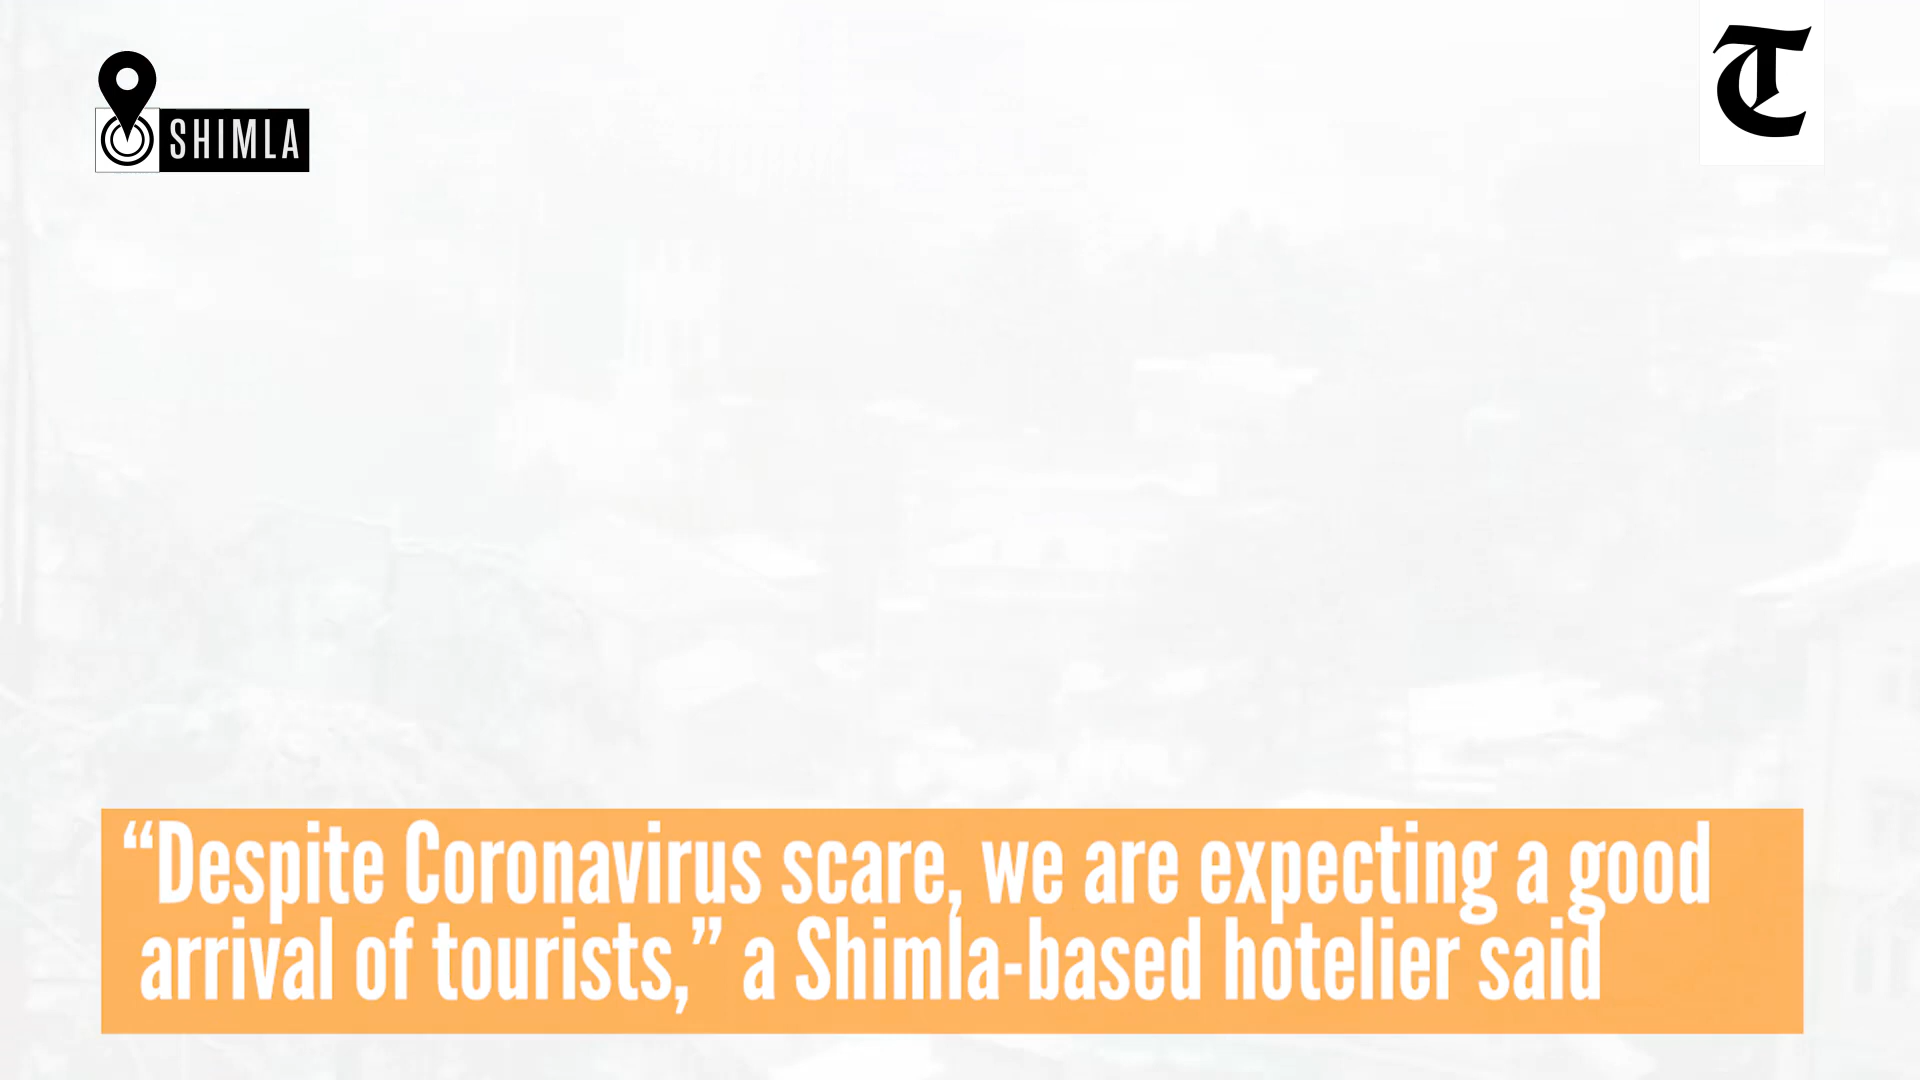 SHIMLA
T
“Despite Coronavirus scare, we are expecting a good
arrival of tourists,” a Shimla-based hotelier said